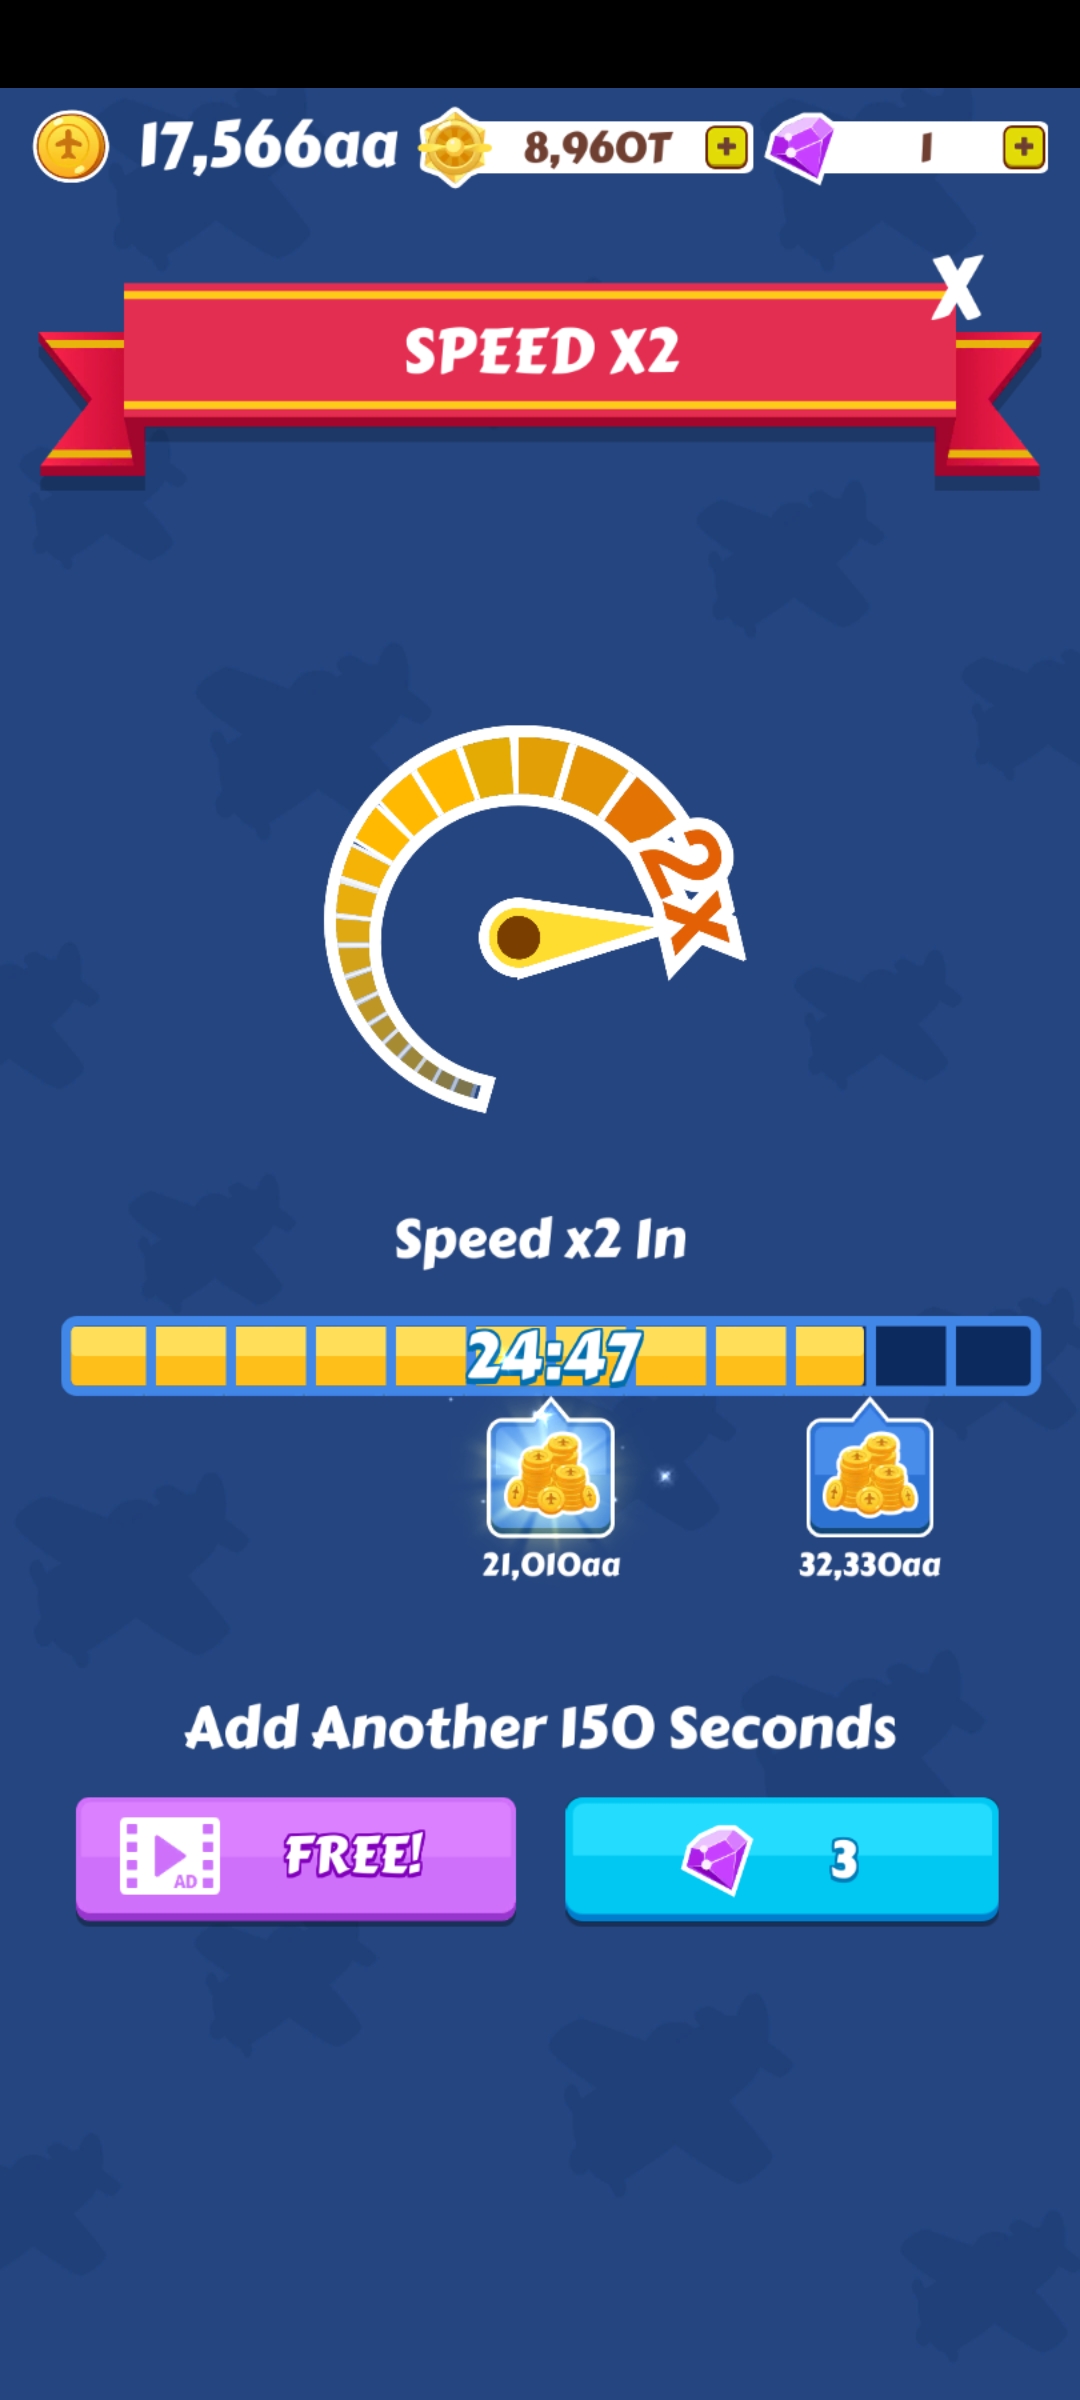 17,566aa 8,960T + 1 +
X
SPEED X2
2x
Speed x2 In
24:47
21,010aa 32,330aa
Add Another 150 Seconds
AD FREE! 3